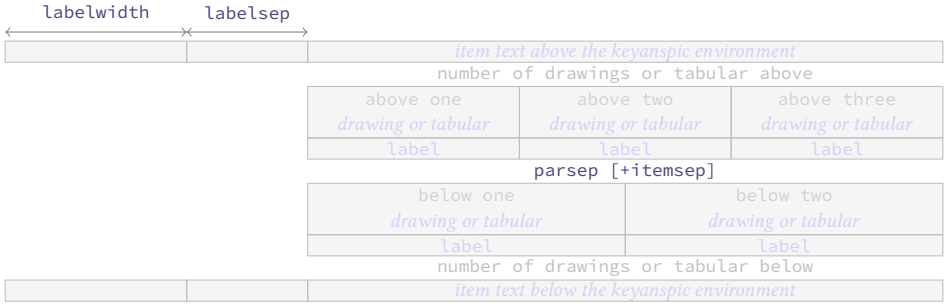 labelwidth labelsep
item text above the keyanspic environment
number of drawings or tabular above
above one above two above three
drawing or tabular drawing or tabular drawing or tabular
label label label
parsep [+itemsep]
below one below two
drawing or tabular drawing or tabular
label label
number of drawings or tabular below
item text below the keyanspic environment